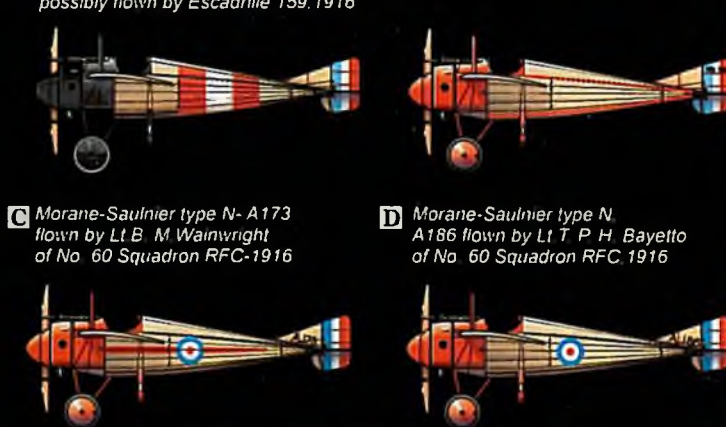 possibly flown by Escadrille 159, 1916
C Morane-Saulnier type N- A173
flown by Lt.B. M.Wainwright
of No. 60 Squadron RFC-1916
D Morane-Saulnier type N.
A186 flown by Lt.T. P. H. Bayetto
of No. 60 Squadron RFC.1916